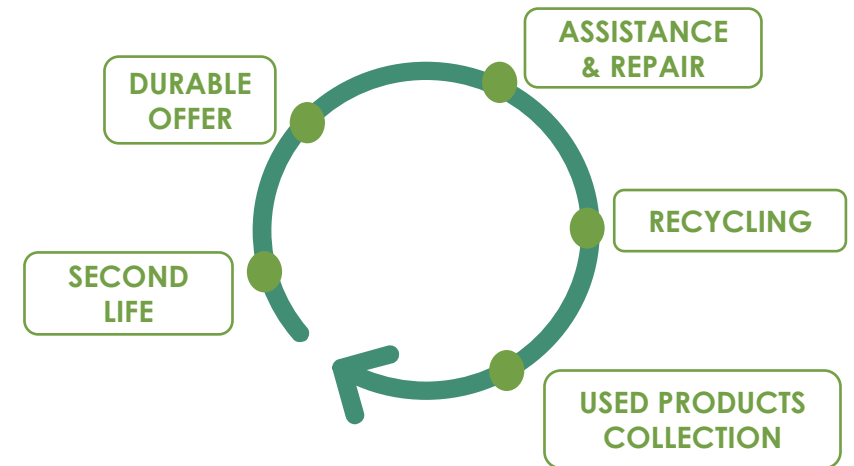 ASSISTANCE
& REPAIR
DURABLE
OFFER
RECYCLING
SECOND
LIFE
USED PRODUCTS
COLLECTION